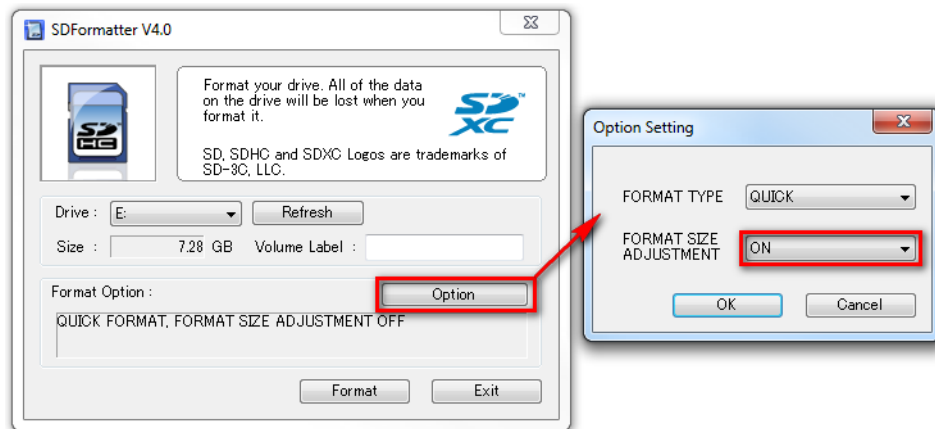 SDFormatter V4.0
SD
HC
Format your drive. All of the data
on the drive will be lost when you
format it.
SD
XC
™
SD, SDHC and SDXC Logos are trademarks of
SD-3C, LLC.
Drive :
E:
Refresh
Size :
7.28 GB
Volume Label :
Format Option :
Option
QUICK FORMAT, FORMAT SIZE ADJUSTMENT OFF
Format
Exit
Option Setting
FORMAT TYPE
QUICK
FORMAT SIZE
ADJUSTMENT
ON
OK
Cancel